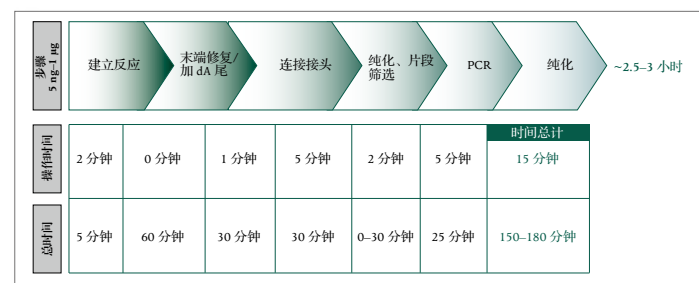 步骤
5 ng–1 μg
建立反应
末端修复/
加 dA 尾
连接接头
纯化、片段
筛选
PCR
纯化
~2.5–3 小时
时间总计
操作时间
2 分钟
0 分钟
1 分钟
5 分钟
2 分钟
5 分钟
15 分钟
总时间
5 分钟
60 分钟
30 分钟
30 分钟
0–30 分钟
25 分钟
150–180 分钟